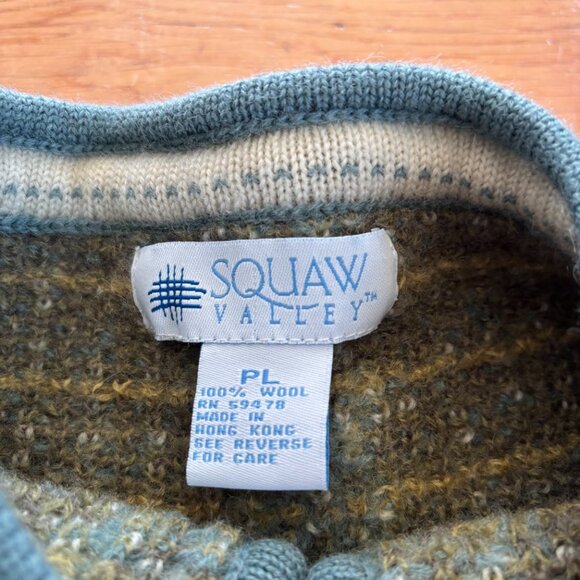 SQUAW
VALLEY™
PL
100% WOOL
RN 59478
MADE IN
HONG KONG
SEE REVERSE
FOR CARE